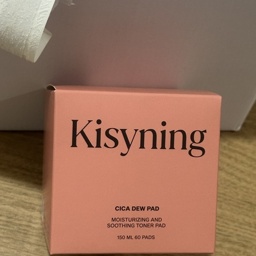 Kisyning
CICA DEW PAD
MOISTURIZING AND
SOOTHING TONER PAD
150 ML 60 PADS